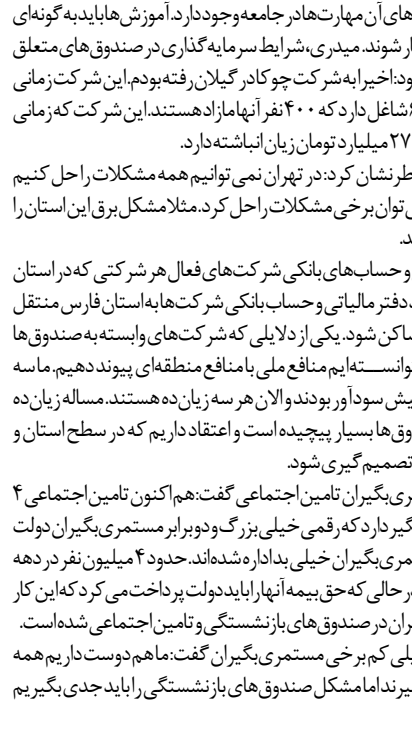 های آن مهارت‌ها در جامعه وجود دارد. آموزش‌ها باید به گونه‌ای
ار شوند. میدری، شرایط سرمایه گذاری در صندوق‌های متعلق
ود: اخیرا به شرکت چوکا در گیلان رفته بودم. این شرکت زمانی
شاغل دارد که ۴۰۰ نفر آنها مازاد هستند. این شرکت که زمانی
۲۷ میلیارد تومان زیان انباشته دارد.
طر نشان کرد: در تهران نمی توانیم همه مشکلات را حل کنیم
ی توان برخی مشکلات را حل کرد. مثلا مشکل برق این استان را
د.
و حساب‌های بانکی شرکت‌های فعال هر شرکتی که در استان
دفتر مالیاتی و حساب بانکی شرکت‌ها به استان فارس منتقل
ساکن شود. یکی از دلایلی که شرکت‌های وابسته به صندوق‌ها
وانســته‌ایم منافع ملی با منافع منطقه‌ای پیوند دهیم. ما سه
یش سودآور بودند و الان هر سه زیان‌ده هستند. مساله زیان‌ده
وق‌ها بسیار پیچیده است و اعتقاد داریم که در سطح استان و
تصمیم گیری شود.
ری‌بگیران تامین اجتماعی گفت: هم اکنون تامین اجتماعی ۴
گیر دارد که رقمی خیلی بزرگ و دو برابر مستمری بگیران دولت
مری‌بگیران خیلی بد اداره شده‌اند. حدود ۴ میلیون نفر در دهه
ر حالی که حق بیمه آنها را باید دولت پرداخت می کرد که این کار
ران در صندوق‌های بازنشستگی و تامین اجتماعی شده است.
یلی کم برخی مستمری‌بگیران گفت: ما هم دوست داریم همه
یرند اما مشکل صندوق‌های بازنشستگی را باید جدی بگیریم